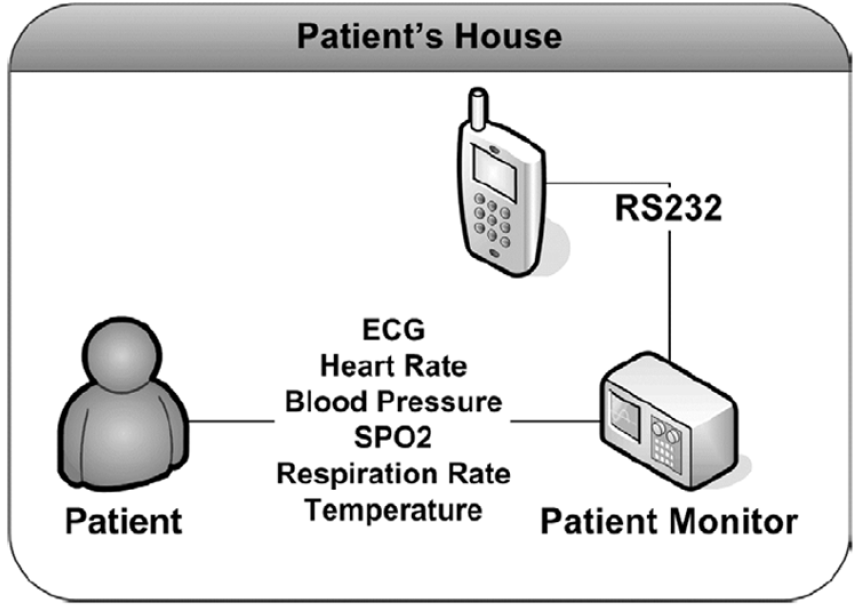 Patient's House
RS232
ECG
Heart Rate
Blood Pressure
SPO2
Respiration Rate
Temperature
Patient
Patient Monitor